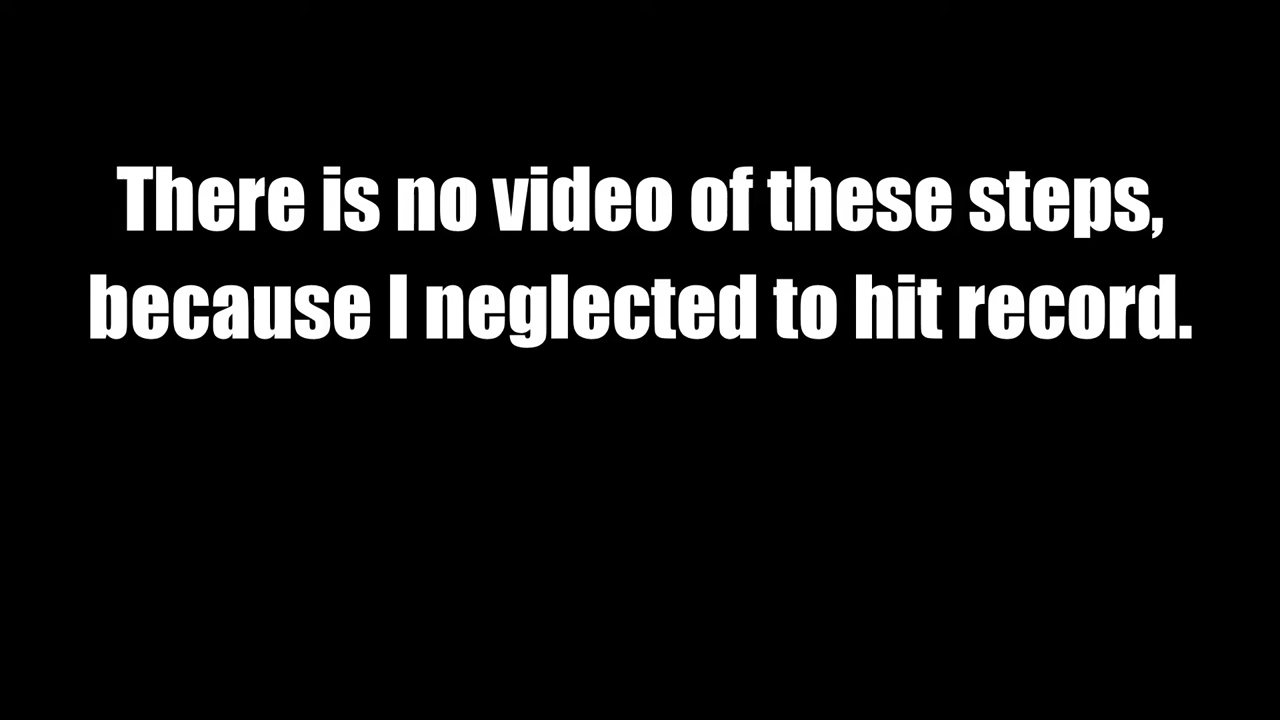 There is no video of these steps,
because I neglected to hit record.